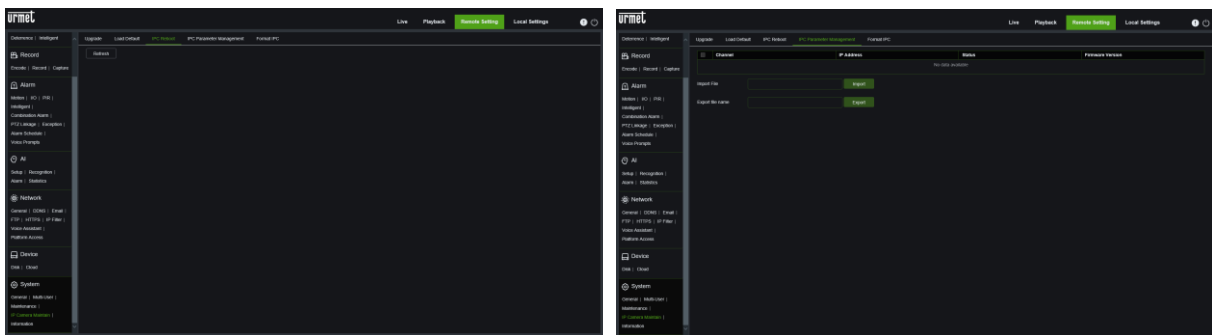 urmet
Live Playback Remote Setting Local Settings
Deterrence | Intelligent
Upgrade Load Default IPC Reboot IPC Parameter Management Format IPC
Refresh
Record
Encode | Record | Capture
Alarm
Motion | I/O | PIR |
Intelligent |
Combination Alarm |
PTZ Linkage | Exception |
Alarm Schedule |
Voice Prompts
AI
Setup | Recognition |
Alarm | Statistics
Network
General | DDNS | Email |
FTP | HTTPS | IP Filter |
Voice Assistant |
Platform Access
Device
Disk | Cloud
System
General | Multi-User |
Maintenance |
IP Camera Maintain |
Information
urmet
Live Playback Remote Setting Local Settings
Deterrence | Intelligent
Upgrade Load Default IPC Reboot IPC Parameter Management Format IPC
Channel IP Address Status Firmware Version
No data available
Record
Encode | Record | Capture
Import File
Export file name Export
Alarm
Motion | I/O | PIR |
Intelligent |
Combination Alarm |
PTZ Linkage | Exception |
Alarm Schedule |
Voice Prompts
AI
Setup | Recognition |
Alarm | Statistics
Network
General | DDNS | Email |
FTP | HTTPS | IP Filter |
Voice Assistant |
Platform Access
Device
Disk | Cloud
System
General | Multi-User |
Maintenance |
IP Camera Maintain |
Information